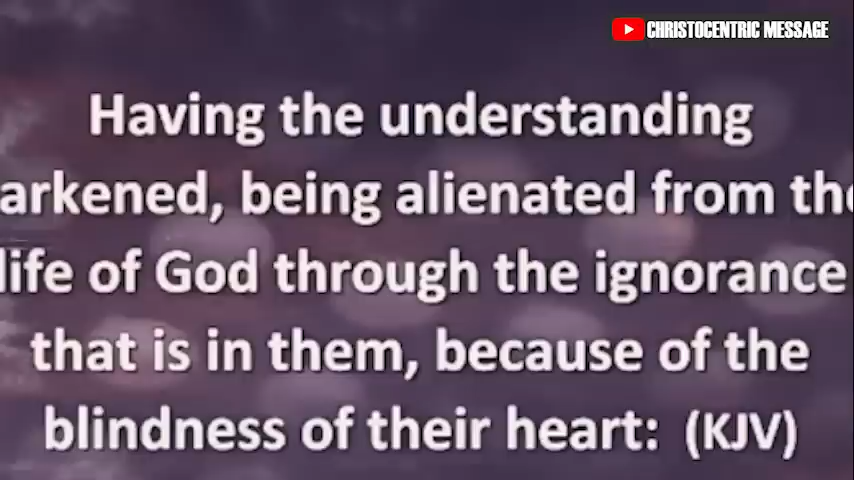 CHRISTOCENTRIC MESSAGE
Having the understanding
arkened, being alienated from the
life of God through the ignorance
that is in them, because of the
blindness of their heart: (KJV)